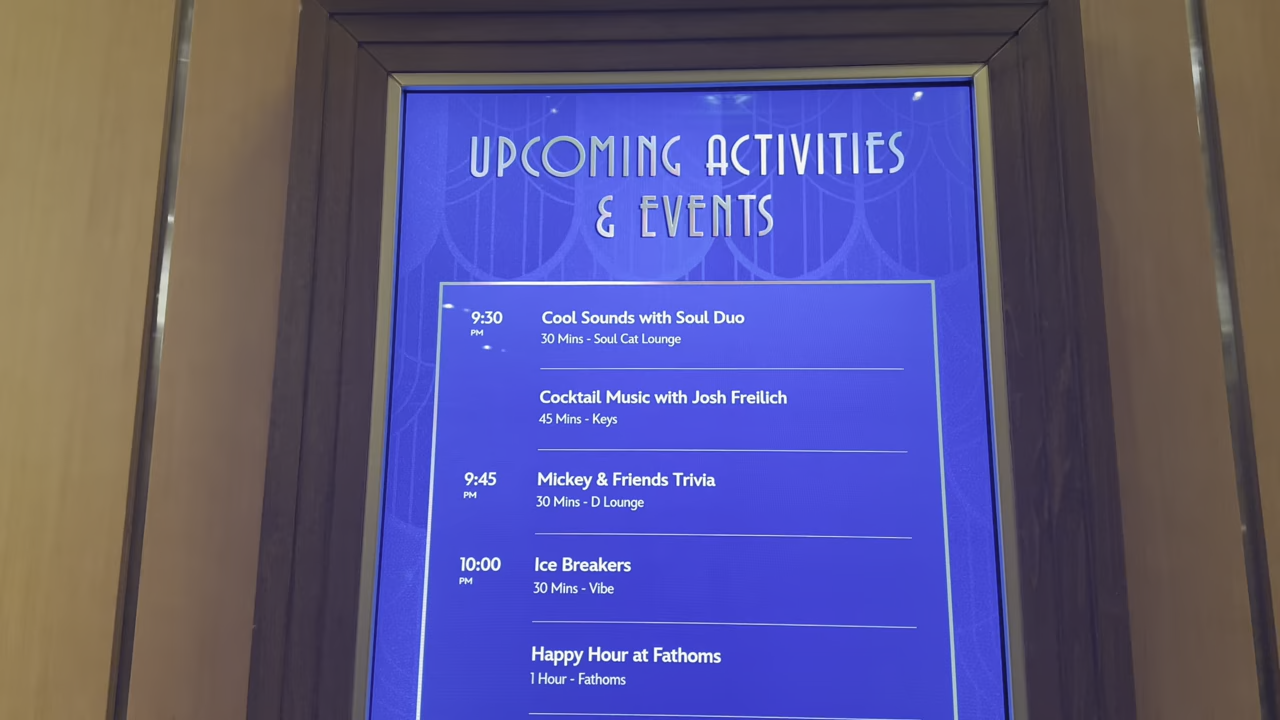 UPCOMING ACTIVITIES
& EVENTS
9:30 PM
Cool Sounds with Soul Duo
30 Mins - Soul Cat Lounge
Cocktail Music with Josh Freilich
45 Mins - Keys
9:45 PM
Mickey & Friends Trivia
30 Mins - D Lounge
10:00 PM
Ice Breakers
30 Mins - Vibe
Happy Hour at Fathoms
1 Hour - Fathoms